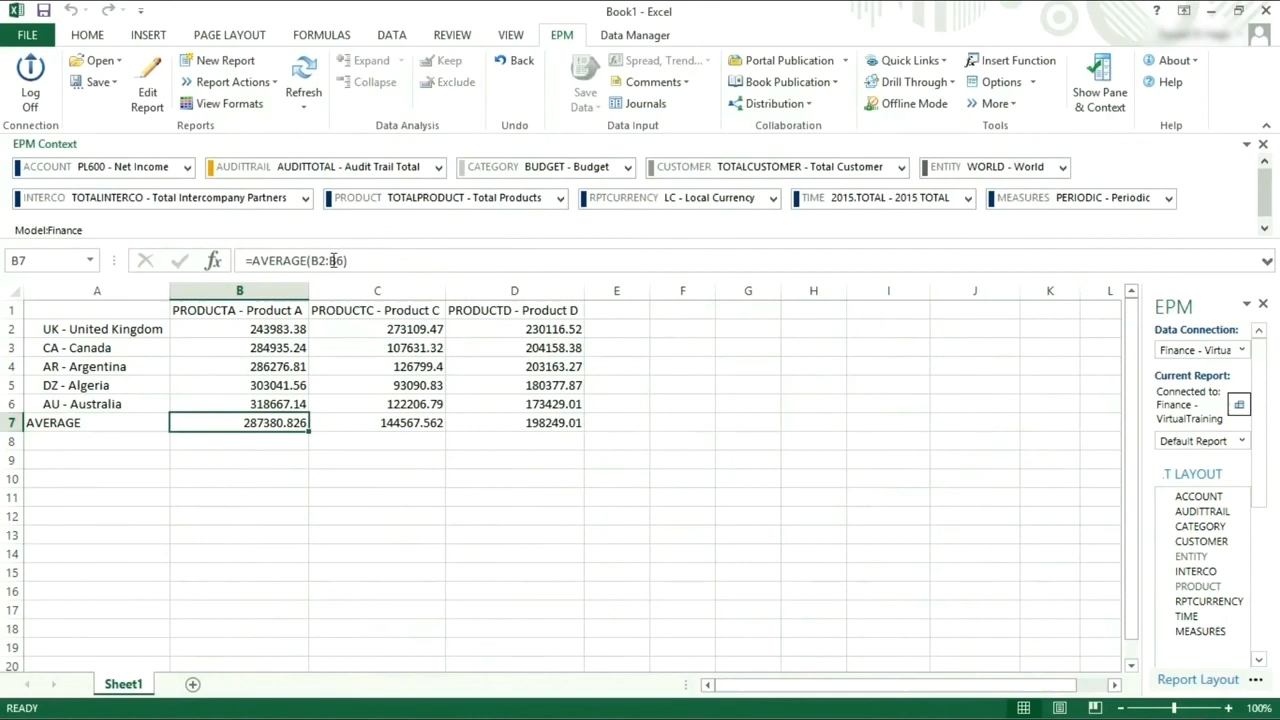 Book1 - Excel
FILE HOME INSERT PAGE LAYOUT FORMULAS DATA REVIEW VIEW EPM Data Manager
Log Off
Connection
Open
Save
Edit Report
New Report
Report Actions
View Formats
Refresh
Reports
Expand
Collapse
Keep
Exclude
Data Analysis
Back
Undo
Save Data
Spread, Trend...
Comments
Journals
Data Input
Portal Publication
Book Publication
Distribution
Collaboration
Quick Links
Drill Through
Offline Mode
Insert Function
Options
More
Tools
Show Pane & Context
About
Help
Help
EPM Context
ACCOUNT PL600 - Net Income AUDITTRAIL AUDITTOTAL - Audit Trail Total CATEGORY BUDGET - Budget CUSTOMER TOTALCUSTOMER - Total Customer ENTITY WORLD - World
INTERCO TOTALINTERCO - Total Intercompany Partners PRODUCT TOTALPRODUCT - Total Products RPTCURRENCY LC - Local Currency TIME 2015.TOTAL - 2015 TOTAL MEASURES PERIODIC - Periodic
Model:Finance
B7 fx =AVERAGE(B2:B6)
A B C D E F G H I J K L
1 PRODUCTA - Product A PRODUCTC - Product C PRODUCTD - Product D
2 UK - United Kingdom 243983.38 273109.47 230116.52
3 CA - Canada 284935.24 107631.32 204158.38
4 AR - Argentina 286276.81 126799.4 203163.27
5 DZ - Algeria 303041.56 93090.83 180377.87
6 AU - Australia 318667.14 122206.79 173429.01
7 AVERAGE 287380.826 144567.562 198249.01
8
9
10
11
12
13
14
15
16
17
18
19
20
EPM
Data Connection:
Finance - Virtua
Current Report:
Connected to:
Finance -
VirtualTraining
Default Report
.T LAYOUT
ACCOUNT
AUDITTRAIL
CATEGORY
CUSTOMER
ENTITY
INTERCO
PRODUCT
RPTCURRENCY
TIME
MEASURES
Report Layout
Sheet1
READY 100%